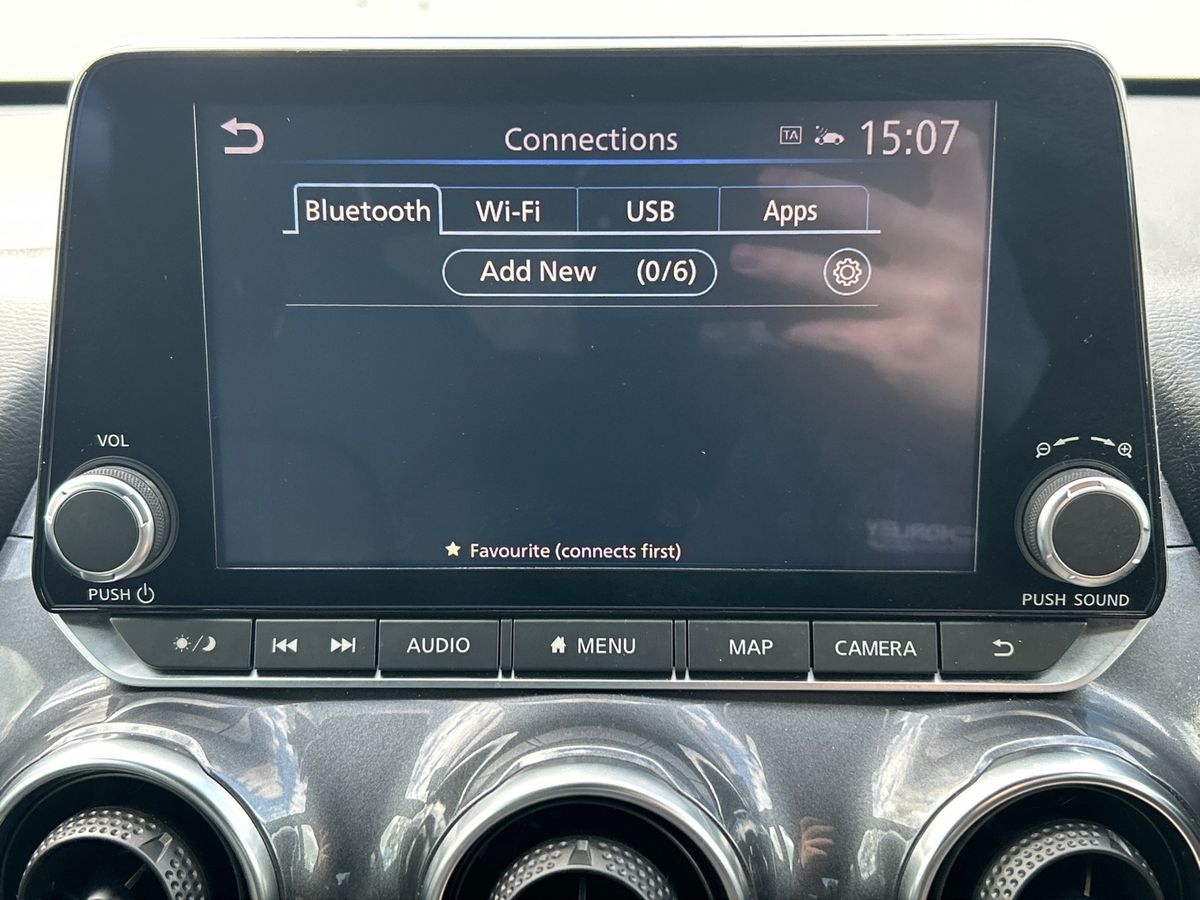 Connections TA 15:07
Bluetooth Wi-Fi USB Apps
Add New (0/6)
VOL
Favourite (connects first)
PUSH
PUSH SOUND
AUDIO MENU MAP CAMERA